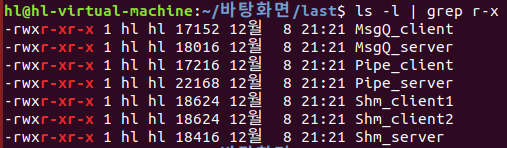 hl@hl-virtual-machine:~/바탕화면/last$ ls -l | grep r-x
-rwxr-xr-x 1 hl hl 17152 12월  8 21:21 MsgQ_client
-rwxr-xr-x 1 hl hl 18016 12월  8 21:21 MsgQ_server
-rwxr-xr-x 1 hl hl 17216 12월  8 21:21 Pipe_client
-rwxr-xr-x 1 hl hl 22168 12월  8 21:21 Pipe_server
-rwxr-xr-x 1 hl hl 18624 12월  8 21:21 Shm_client1
-rwxr-xr-x 1 hl hl 18624 12월  8 21:21 Shm_client2
-rwxr-xr-x 1 hl hl 18416 12월  8 21:21 Shm_server